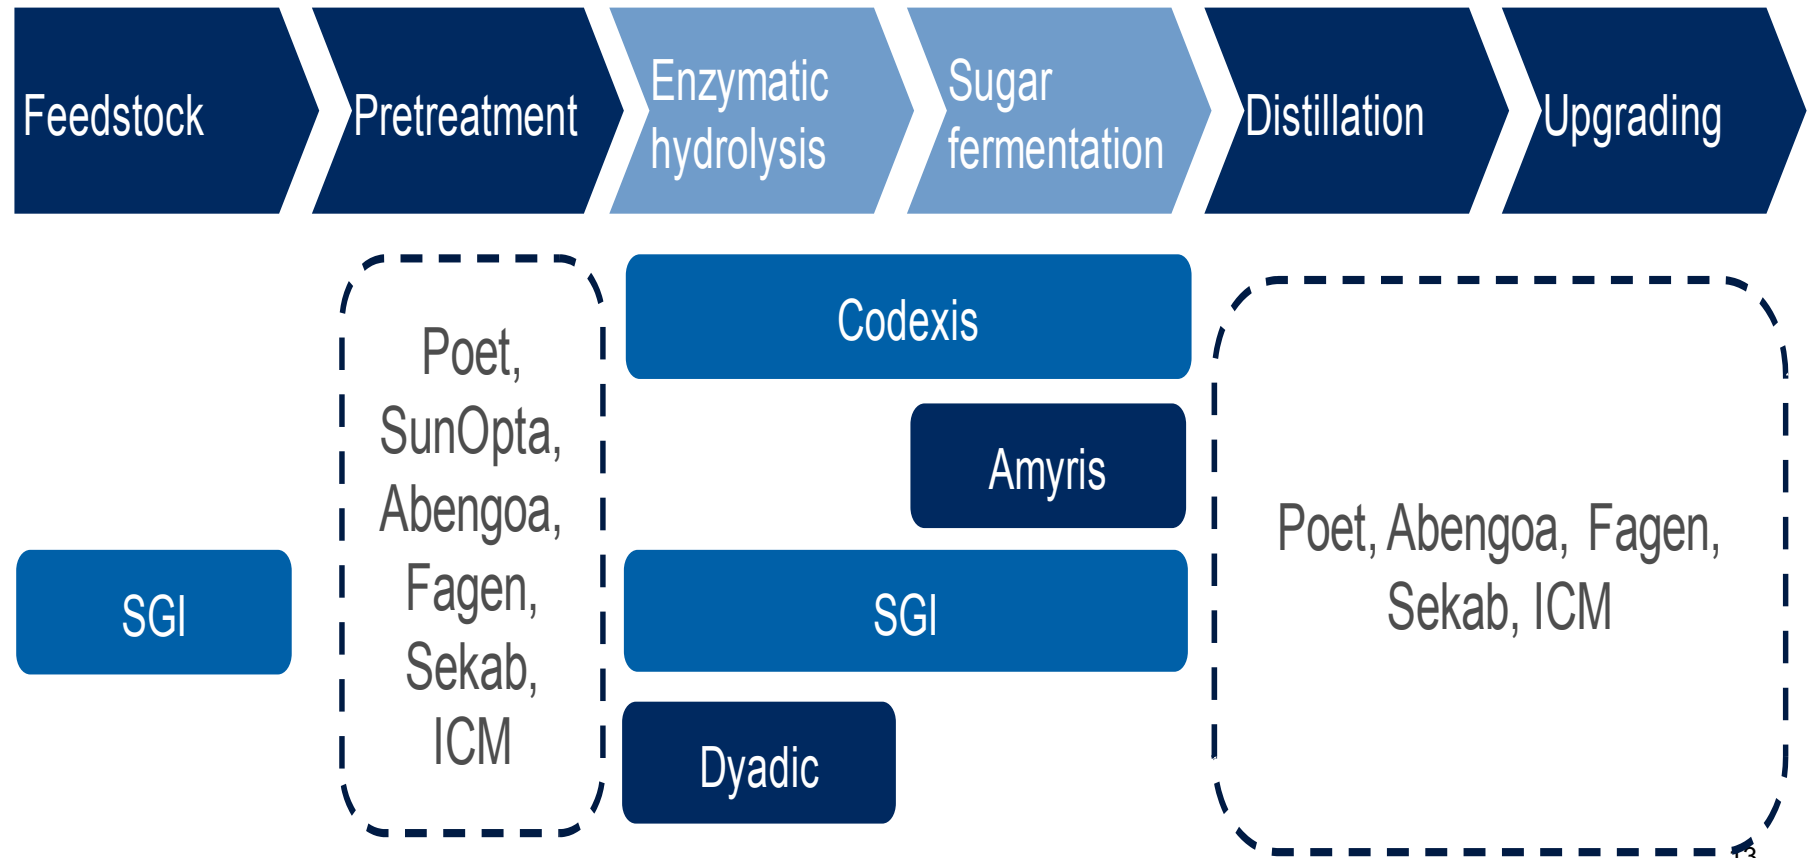 Feedstock
Pretreatment
Enzymatic
hydrolysis
Sugar
fermentation
Distillation
Upgrading
Poet,
SunOpta,
Abengoa,
Fagen,
Sekab,
ICM
Codexis
Amyris
SGI
SGI
Dyadic
Poet, Abengoa, Fagen,
Sekab, ICM
13